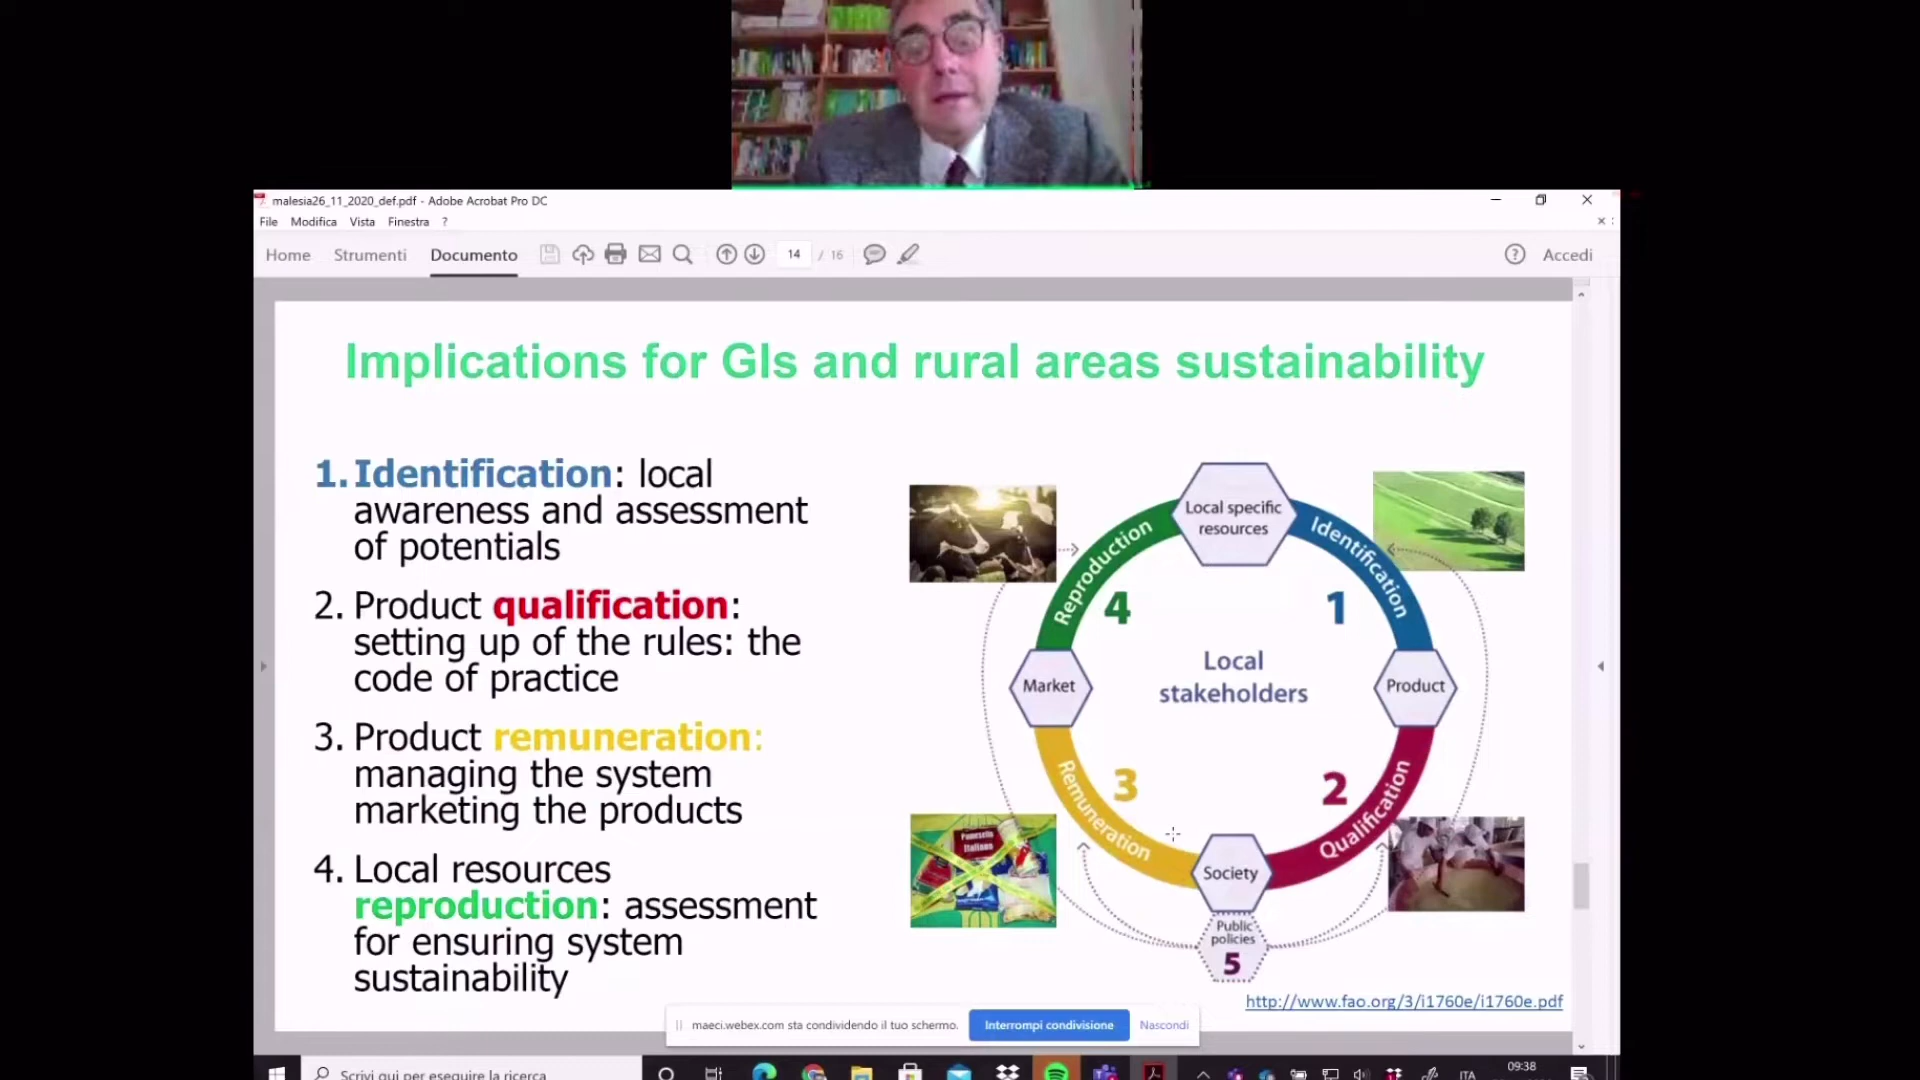 malesia26_11_2020_def.pdf - Adobe Acrobat Pro DC
File Modifica Vista Finestra ?
Home Strumenti Documento 14 / 16 Accedi
Implications for GIs and rural areas sustainability
1. Identification: local
awareness and assessment
of potentials
2. Product qualification:
setting up of the rules: the
code of practice
3. Product remuneration:
managing the system
marketing the products
4. Local resources
reproduction: assessment
for ensuring system
sustainability
Local specific
resources
Reproduction
Identification
4
1
Local
stakeholders
Market
Product
Remuneration
3
2
Qualification
Society
Public
policies
5
Italiano
http://www.fao.org/3/i1760e/i1760e.pdf
maeci.webex.com sta condividendo il tuo schermo. Interrompi condivisione Nascondi
Scrivi qui per eseguire la ricerca
ITA
09:38